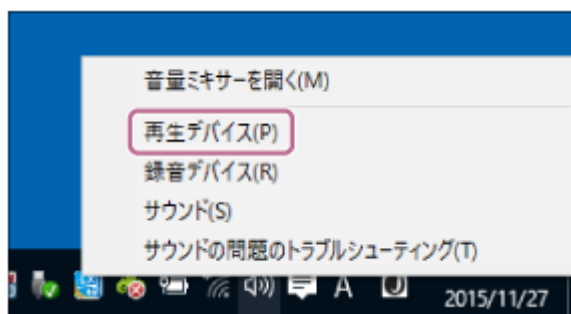 音量ミキサーを開く(M)
再生デバイス(P)
録音デバイス(R)
サウンド(S)
サウンドの問題のトラブルシューティング(T)
A
2015/11/27